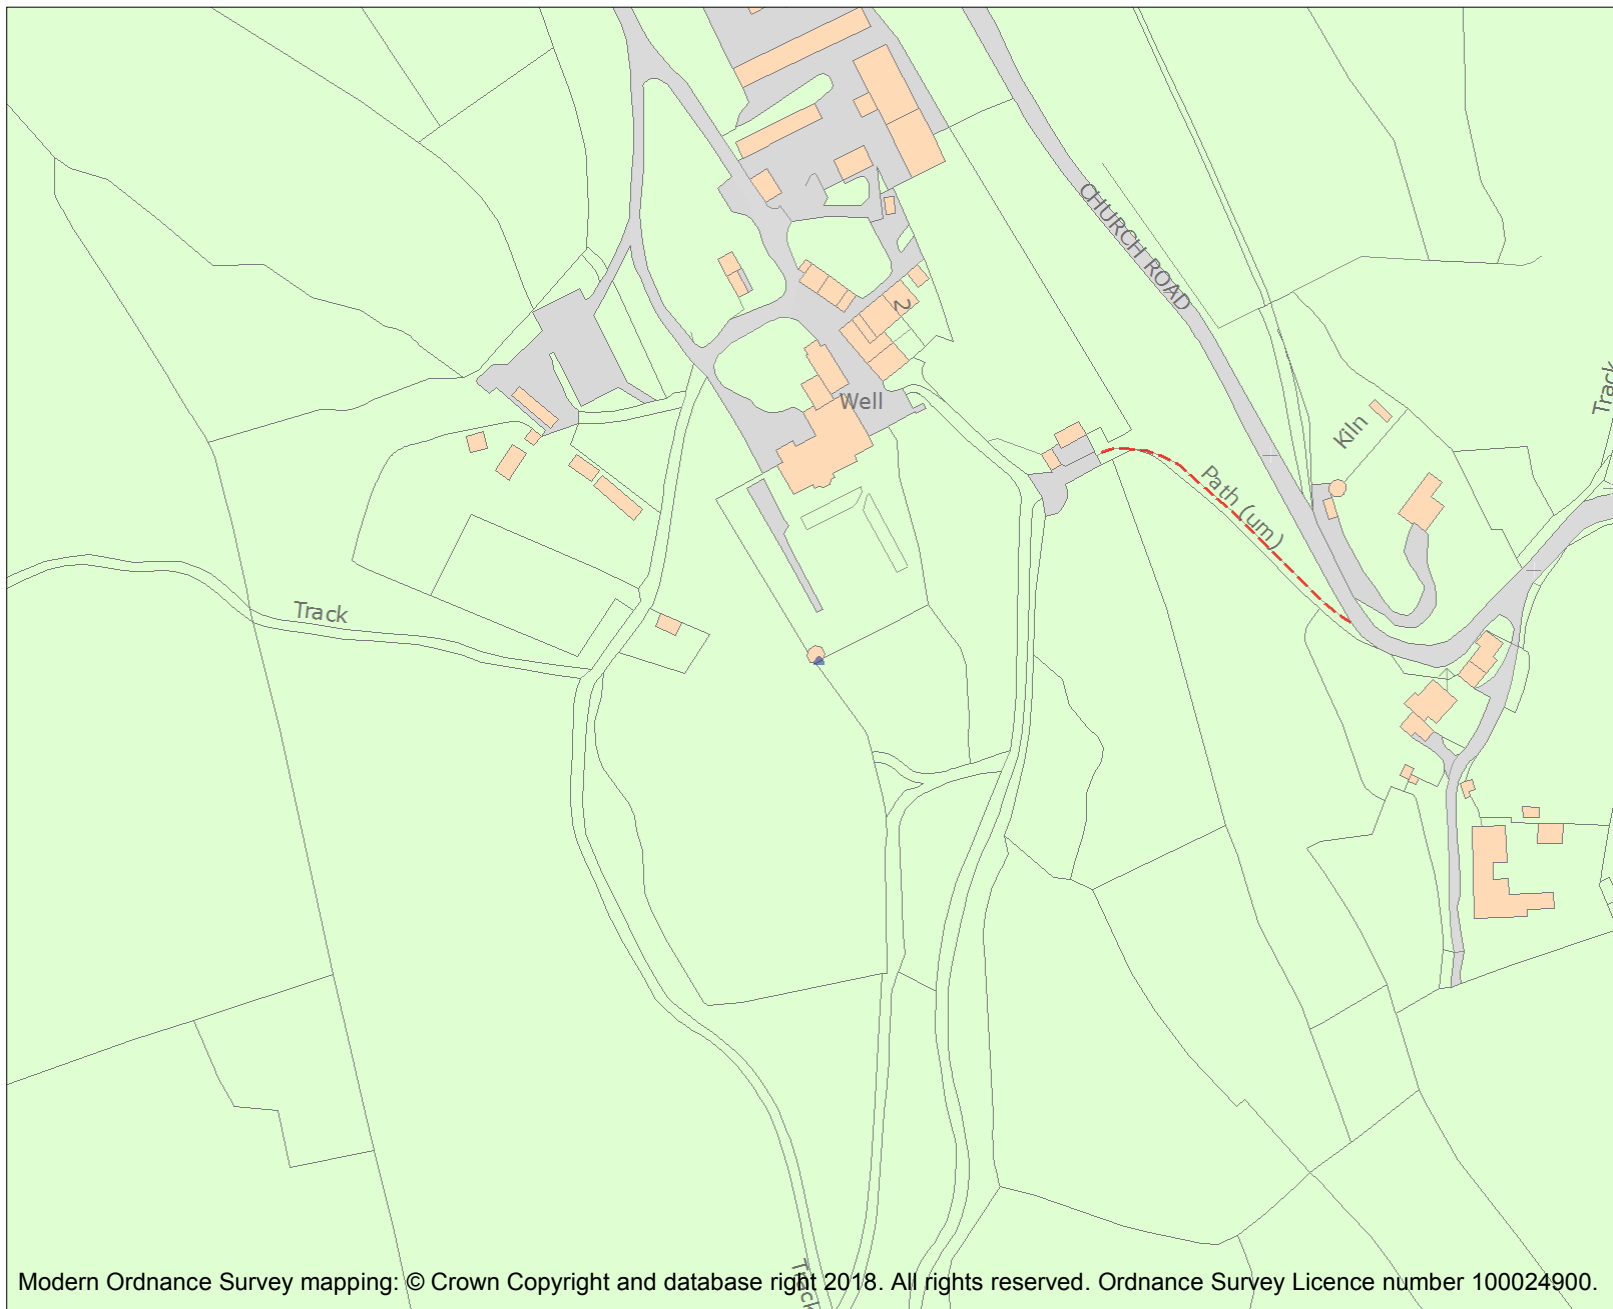 CHURCH ROAD
2
Track
Well
Kiln
Path (um)
Track
Track
Modern Ordnance Survey mapping: © Crown Copyright and database right 2018. All rights reserved. Ordnance Survey Licence number 100024900.